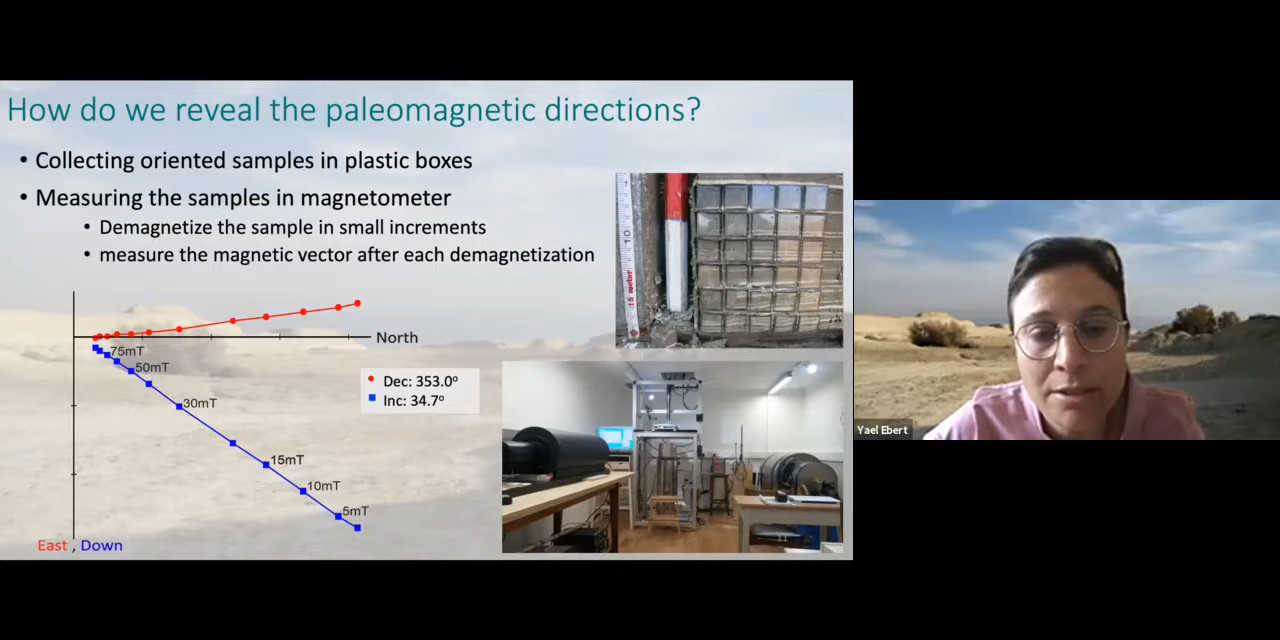 How do we reveal the paleomagnetic directions?
• Collecting oriented samples in plastic boxes
• Measuring the samples in magnetometer
• Demagnetize the sample in small increments
• measure the magnetic vector after each demagnetization
North
75mT
50mT
30mT
15mT
10mT
5mT
Dec: 353.0º
Inc: 34.7º
East , Down
Yael Ebert